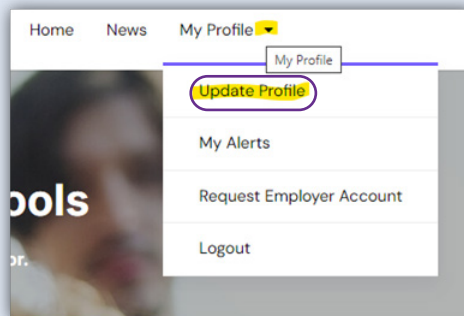 Home News My Profile
My Profile
Update Profile
My Alerts
ools
Request Employer Account
or.
Logout